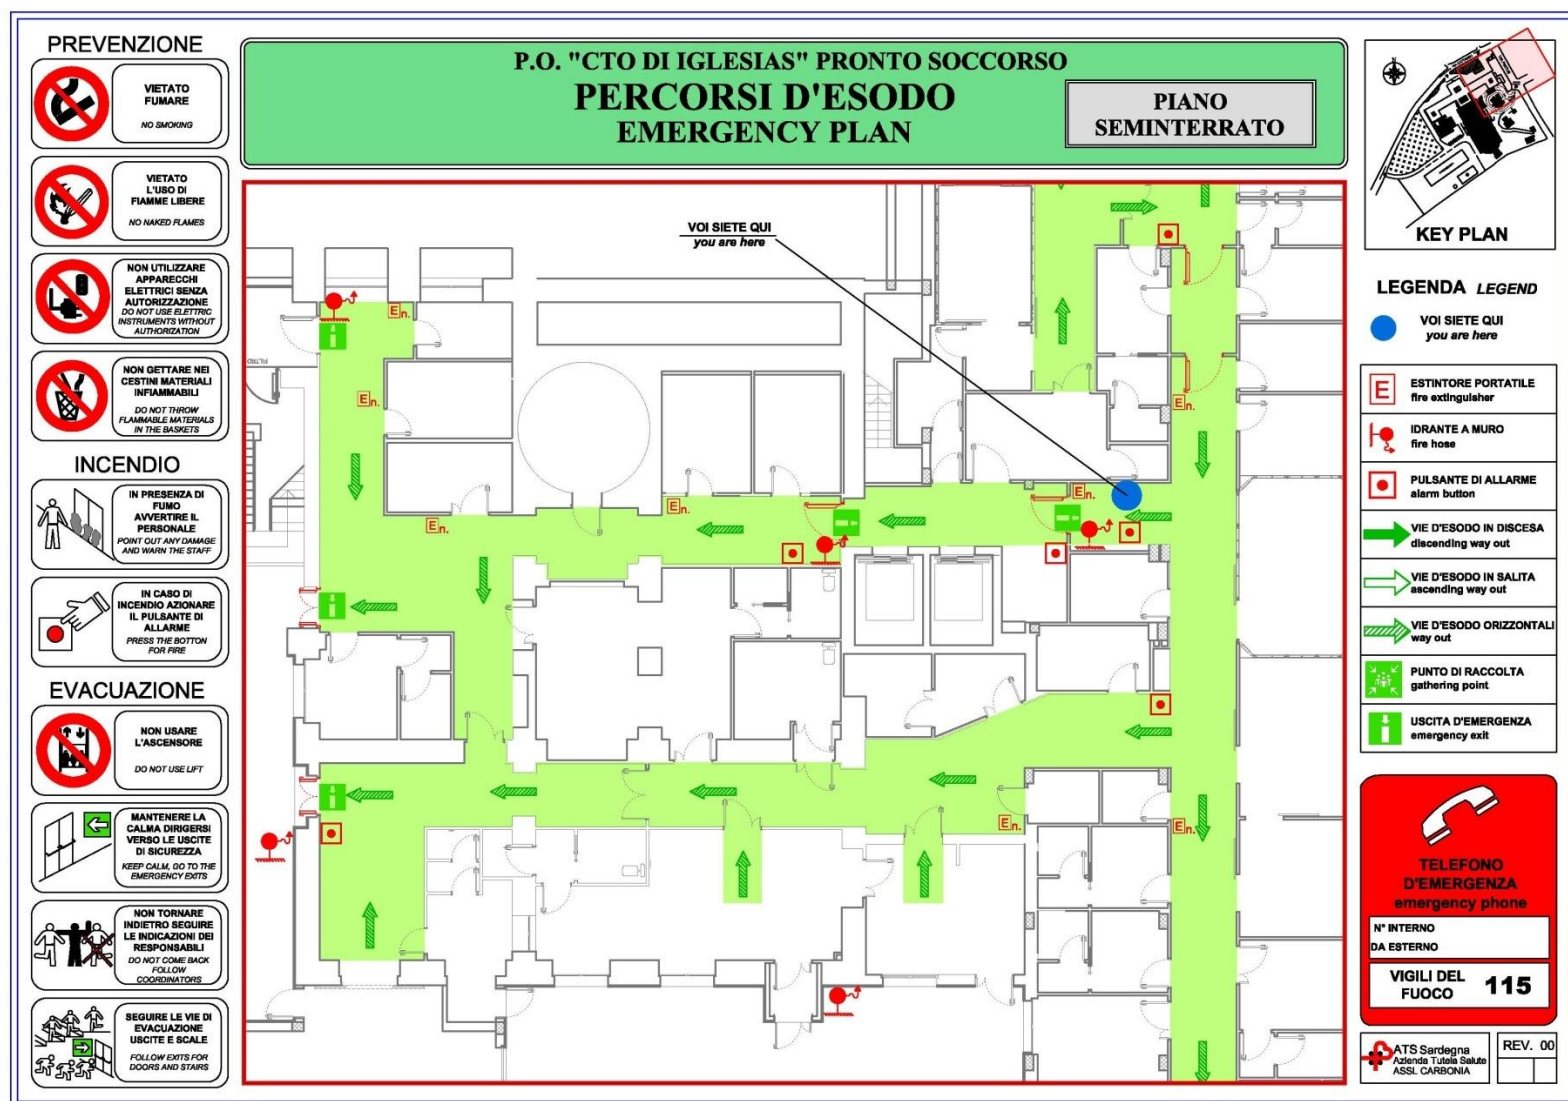 PREVENZIONE
VIETATO
FUMARE
NO SMOKING
VIETATO
L'USO DI
FIAMME LIBERE
NO NAKED FLAMES
NON UTILIZZARE
APPARECCHI
ELETTRICI SENZA
AUTORIZZAZIONE
DO NOT USE ELETTRIC
INSTRUMENTS WITHOUT
AUTHORIZATION
NON GETTARE NEI
CESTINI MATERIALI
INFIAMMABILI
DO NOT THROW
FLAMMABLE MATERIALS
IN THE BASKETS
INCENDIO
IN PRESENZA DI
FUMO
AVVERTIRE IL
PERSONALE
POINT OUT ANY DAMAGE
AND WARN THE STAFF
IN CASO DI
INCENDIO AZIONARE
IL PULSANTE DI
ALLARME
PRESS THE BOTTON
FOR FIRE
EVACUAZIONE
NON USARE
L'ASCENSORE
DO NOT USE LIFT
MANTENERE LA
CALMA DIRIGERSI
VERSO LE USCITE
DI SICUREZZA
KEEP CALM, GO TO THE
EMERGENCY EXITS
NON TORNARE
INDIETRO SEGUIRE
LE INDICAZIONI DEI
RESPONSABILI
DO NOT COME BACK
FOLLOW
COORDINATORS
SEGUIRE LE VIE DI
EVACUAZIONE
USCITE E SCALE
FOLLOW EXITS FOR
DOORS AND STAIRS
P.O. "CTO DI IGLESIAS" PRONTO SOCCORSO
PERCORSI D'ESODO
EMERGENCY PLAN
PIANO
SEMINTERRATO
VOI SIETE QUI
you are here
FILTRO
En.
En.
En.
En.
En.
En.
En.
En.
KEY PLAN
LEGENDA LEGEND
VOI SIETE QUI
you are here
E
ESTINTORE PORTATILE
fire extinguisher
IDRANTE A MURO
fire hose
PULSANTE DI ALLARME
alarm button
VIE D'ESODO IN DISCESA
discending way out
VIE D'ESODO IN SALITA
ascending way out
VIE D'ESODO ORIZZONTALI
way out
PUNTO DI RACCOLTA
gathering point
USCITA D'EMERGENZA
emergency exit
TELEFONO
D'EMERGENZA
emergency phone
N° INTERNO
DA ESTERNO
VIGILI DEL
FUOCO 115
ATS Sardegna
Azienda Tutela Salute
ASSL CARBONIA
REV. 00